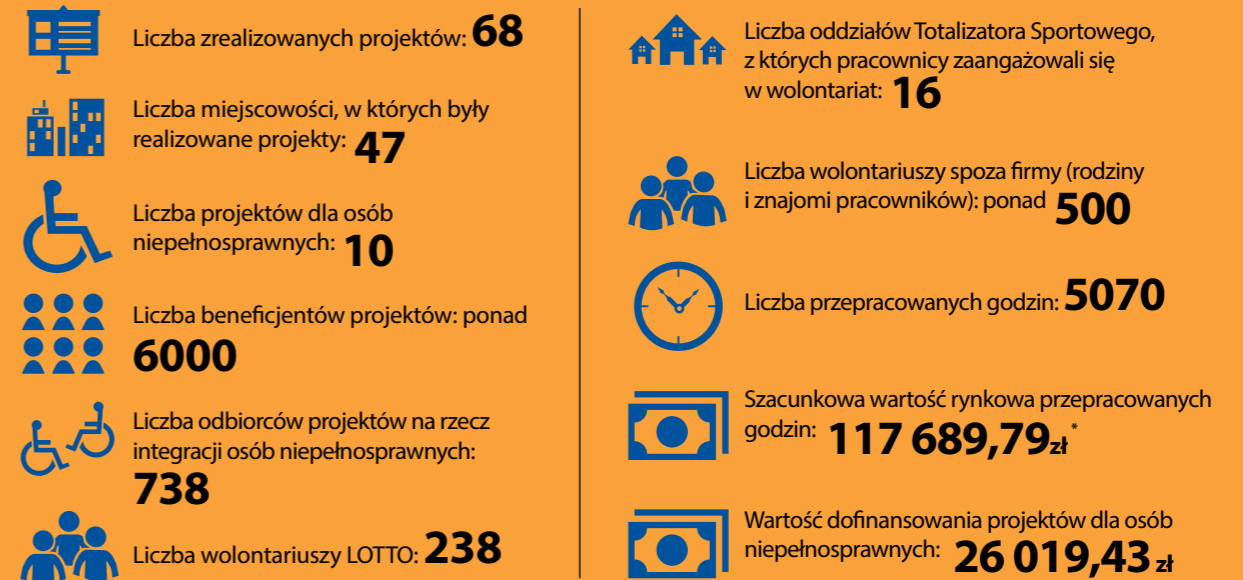 Liczba zrealizowanych projektów: 68
Liczba miejscowości, w których były
realizowane projekty: 47
Liczba projektów dla osób
niepełnosprawnych: 10
Liczba beneficjentów projektów: ponad
6000
Liczba odbiorców projektów na rzecz
integracji osób niepełnosprawnych:
738
Liczba wolontariuszy LOTTO: 238
Liczba oddziałów Totalizatora Sportowego,
z których pracownicy zaangażowali się
w wolontariat: 16
Liczba wolontariuszy spoza firmy (rodziny
i znajomi pracowników): ponad 500
Liczba przepracowanych godzin: 5070
Szacunkowa wartość rynkowa przepracowanych
godzin: 117 689,79zł*
Wartość dofinansowania projektów dla osób
niepełnosprawnych: 26 019,43 zł